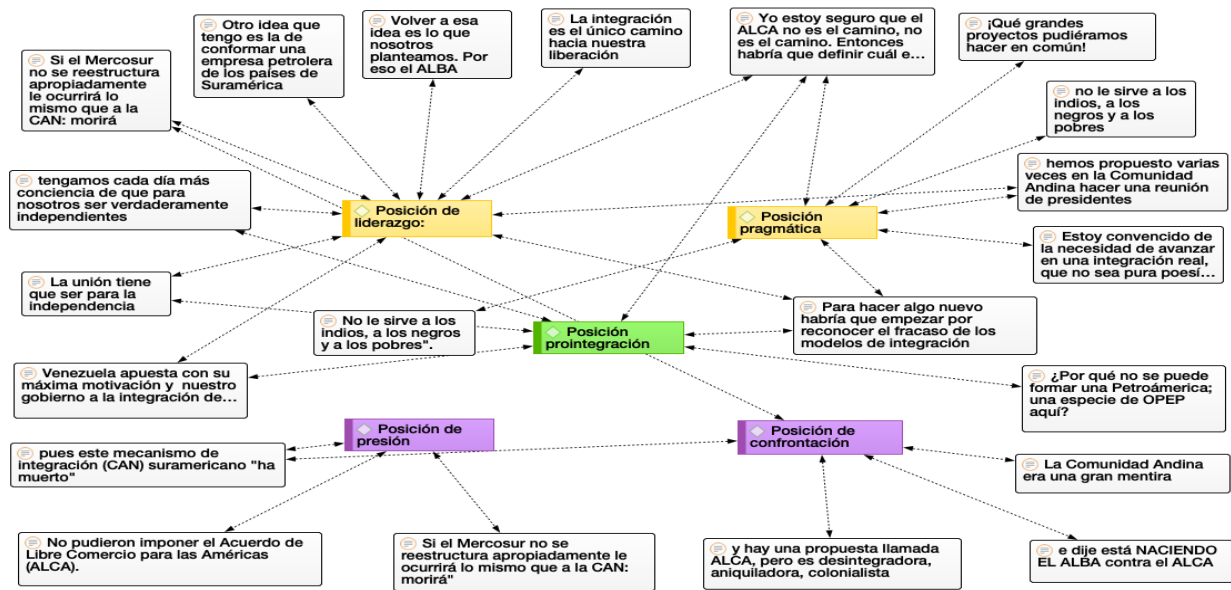 Si el Mercosur
no se reestructura
apropiadamente
le ocurrirá lo
mismo que a la
CAN: morirá
Otro idea que
tengo es la de
conformar una
empresa petrolera
de los países de
Suramérica
Volver a esa
idea es lo que
nosotros
planteamos. Por
eso el ALBA
La integración
es el único camino
hacia nuestra
liberación
Yo estoy seguro que el
ALCA no es el camino, no
es el camino. Entonces
habría que definir cuál e...
¡Qué grandes
proyectos pudiéramos
hacer en común!
no le sirve a los
indios, a los
negros y a los
pobres
tengamos cada día más
conciencia de que para
nosotros ser verdaderamente
independientes
Posición de
liderazgo:
Posición
pragmática
hemos propuesto varias
veces en la Comunidad
Andina hacer una reunión
de presidentes
Estoy convencido de
la necesidad de avanzar
en una integración real,
que no sea pura poesí...
La unión tiene
que ser para la
independencia
No le sirve a los
indios, a los negros
y a los pobres".
Posición
prointegración
Para hacer algo nuevo
habría que empezar por
reconocer el fracaso de los
modelos de integración
Venezuela apuesta con su
máxima motivación y nuestro
gobierno a la integración de...
¿Por qué no se puede
formar una Petroámerica;
una especie de OPEP
aquí?
Posición de
presión
Posición de
confrontación
pues este mecanismo de
integración (CAN) suramericano "ha
muerto"
La Comunidad Andina
era una gran mentira
No pudieron imponer el Acuerdo de
Libre Comercio para las Américas
(ALCA).
Si el Mercosur no se
reestructura apropiadamente le
ocurrirá lo mismo que a la CAN:
morirá"
y hay una propuesta llamada
ALCA, pero es desintegradora,
aniquiladora, colonialista
e dije está NACIENDO
EL ALBA contra el ALCA